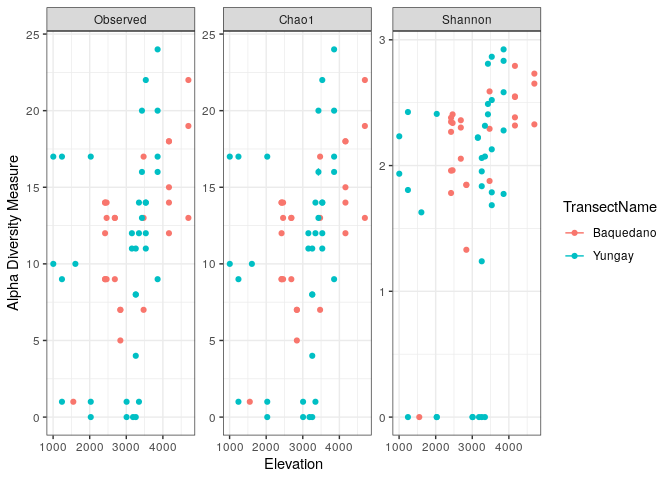 Observed Chao1 Shannon
Alpha Diversity Measure
25
20
15
10
5
0
25
20
15
10
5
0
3
2
1
0
1000 2000 3000 4000 1000 2000 3000 4000 1000 2000 3000 4000
Elevation
TransectName
Baquedano
Yungay